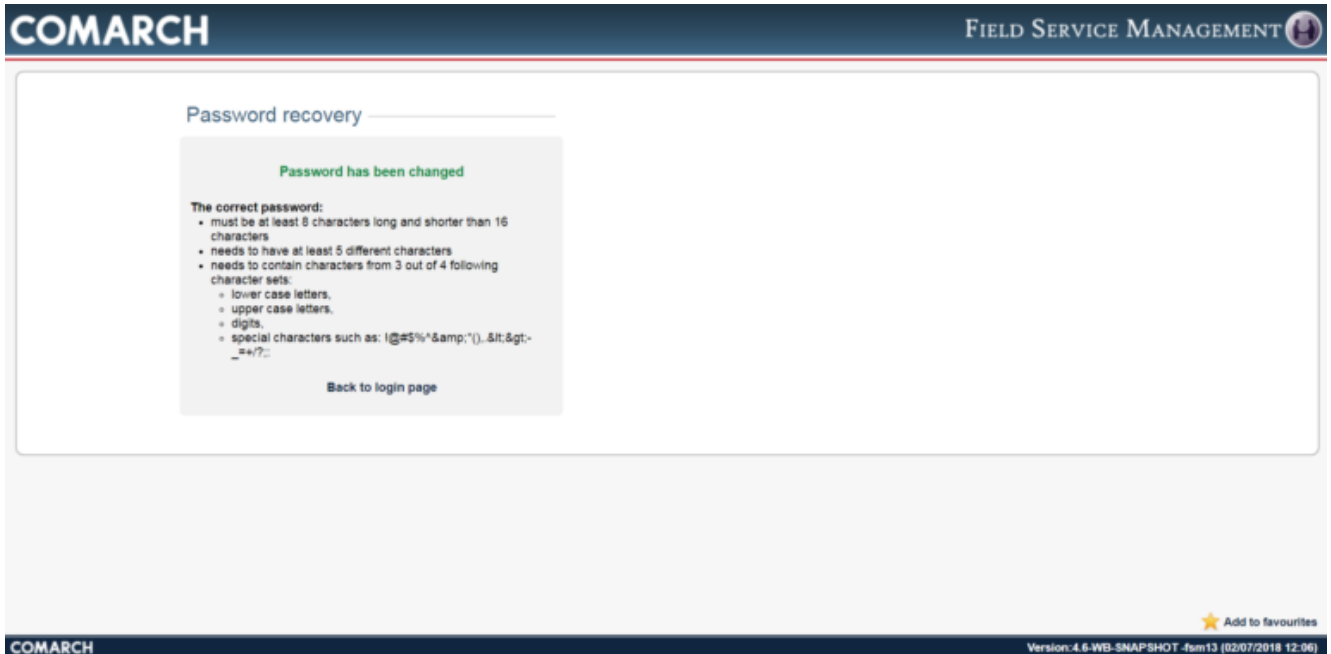 COMARCH
FIELD SERVICE MANAGEMENT
Password recovery
Password has been changed
The correct password:
must be at least 8 characters long and shorter than 16
characters
needs to have at least 5 different characters
needs to contain characters from 3 out of 4 following
character sets:
lower case letters,
upper case letters,
digits,
special characters such as: !@#$%^&amp;*(),.&lt;&gt;-
_=+/?;:
Back to login page
Add to favourites
COMARCH
Version:4.6-WB-SNAPSHOT -fsm13 (02/07/2018 12:06)